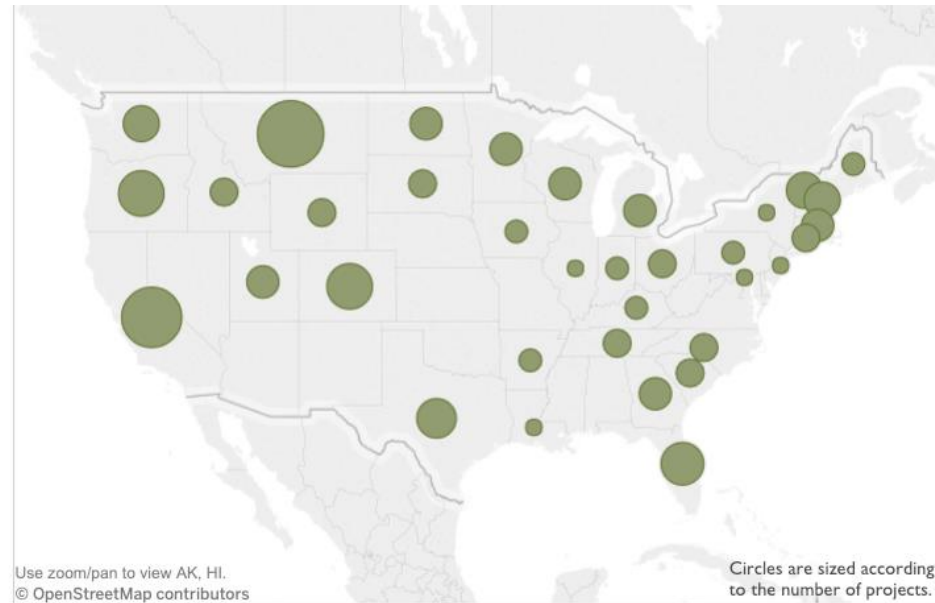 Use zoom/pan to view AK, HI.
© OpenStreetMap contributors
Circles are sized according
to the number of projects.